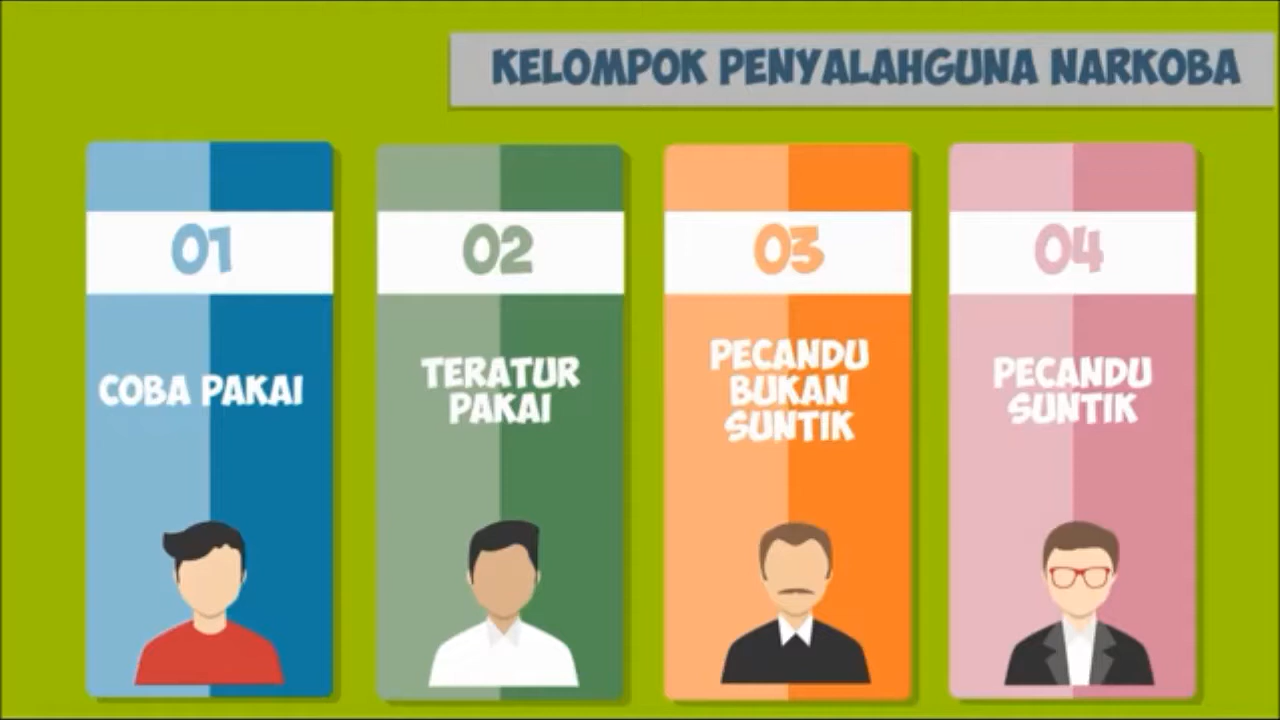 KELOMPOK PENYALAHGUNA NARKOBA
01
COBA PAKAI
02
TERATUR
PAKAI
03
PECANDU
BUKAN
SUNTIK
04
PECANDU
SUNTIK